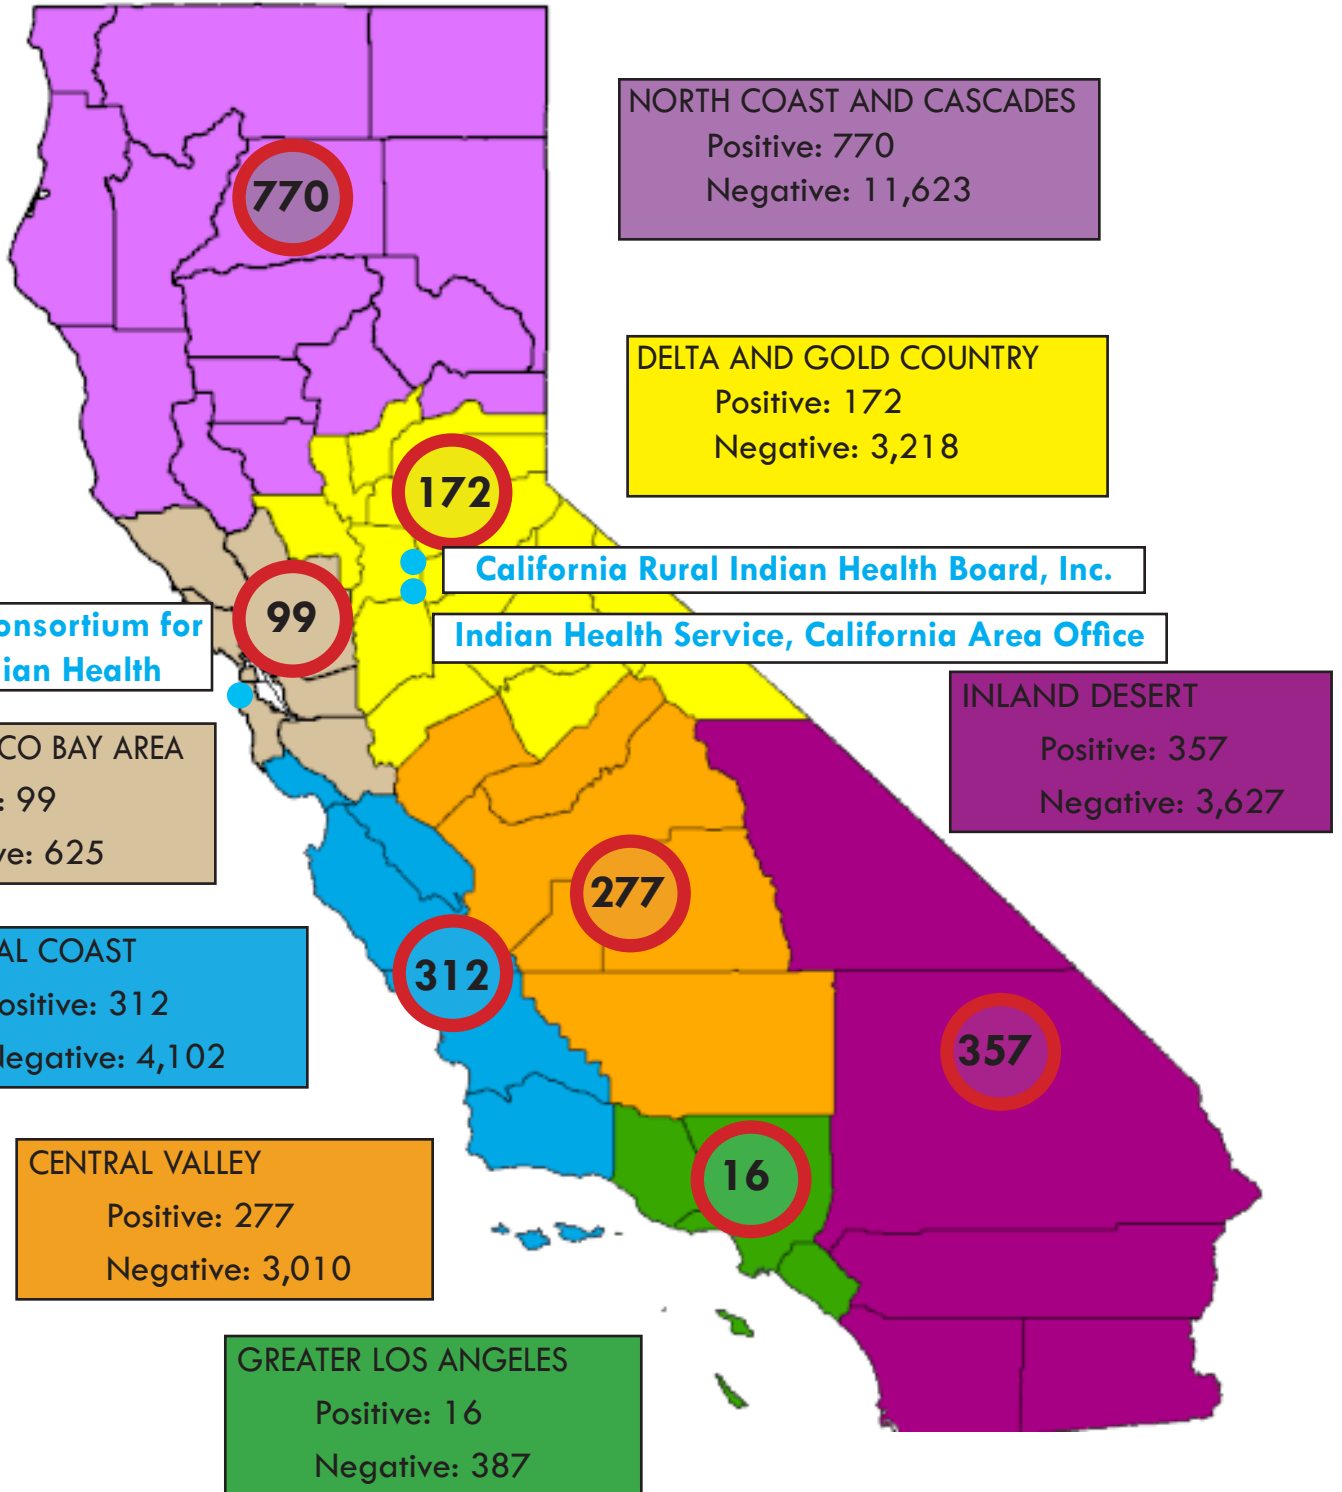 NORTH COAST AND CASCADES
Positive: 770
Negative: 11,623
770
DELTA AND GOLD COUNTRY
Positive: 172
Negative: 3,218
172
California Rural Indian Health Board, Inc.
99
onsortium for
ian Health
Indian Health Service, California Area Office
INLAND DESERT
Positive: 357
Negative: 3,627
CO BAY AREA
: 99
ve: 625
277
AL COAST
ositive: 312
Negative: 4,102
312
357
CENTRAL VALLEY
Positive: 277
Negative: 3,010
16
GREATER LOS ANGELES
Positive: 16
Negative: 387